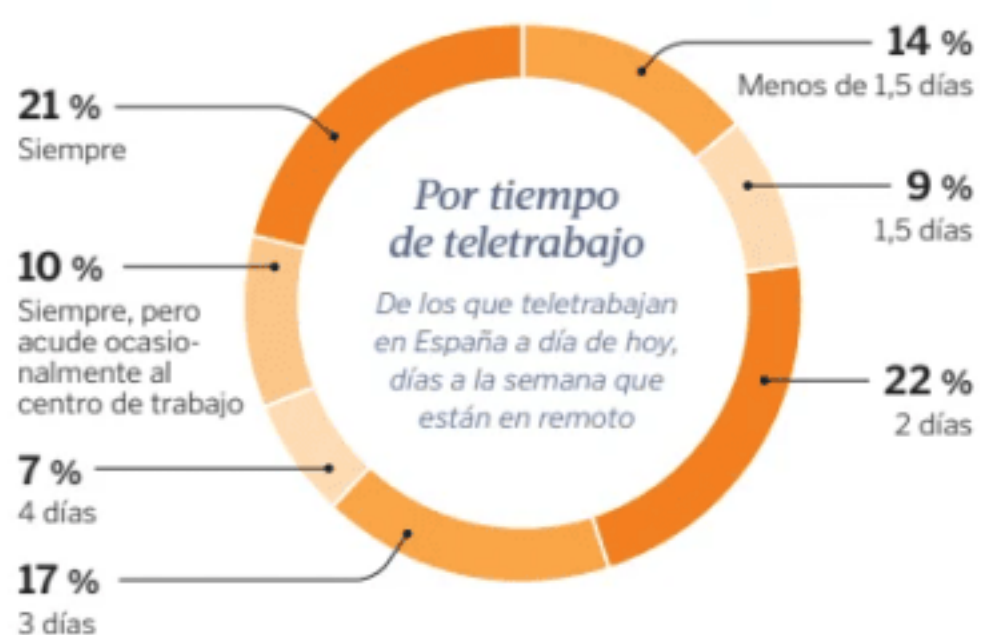 Por tiempo
de teletrabajo
De los que teletrabajan
en España a día de hoy,
días a la semana que
están en remoto
14 %
Menos de 1,5 días
9 %
1,5 días
22 %
2 días
17 %
3 días
7 %
4 días
10 %
Siempre, pero
acude ocasio-
nalmente al
centro de trabajo
21 %
Siempre